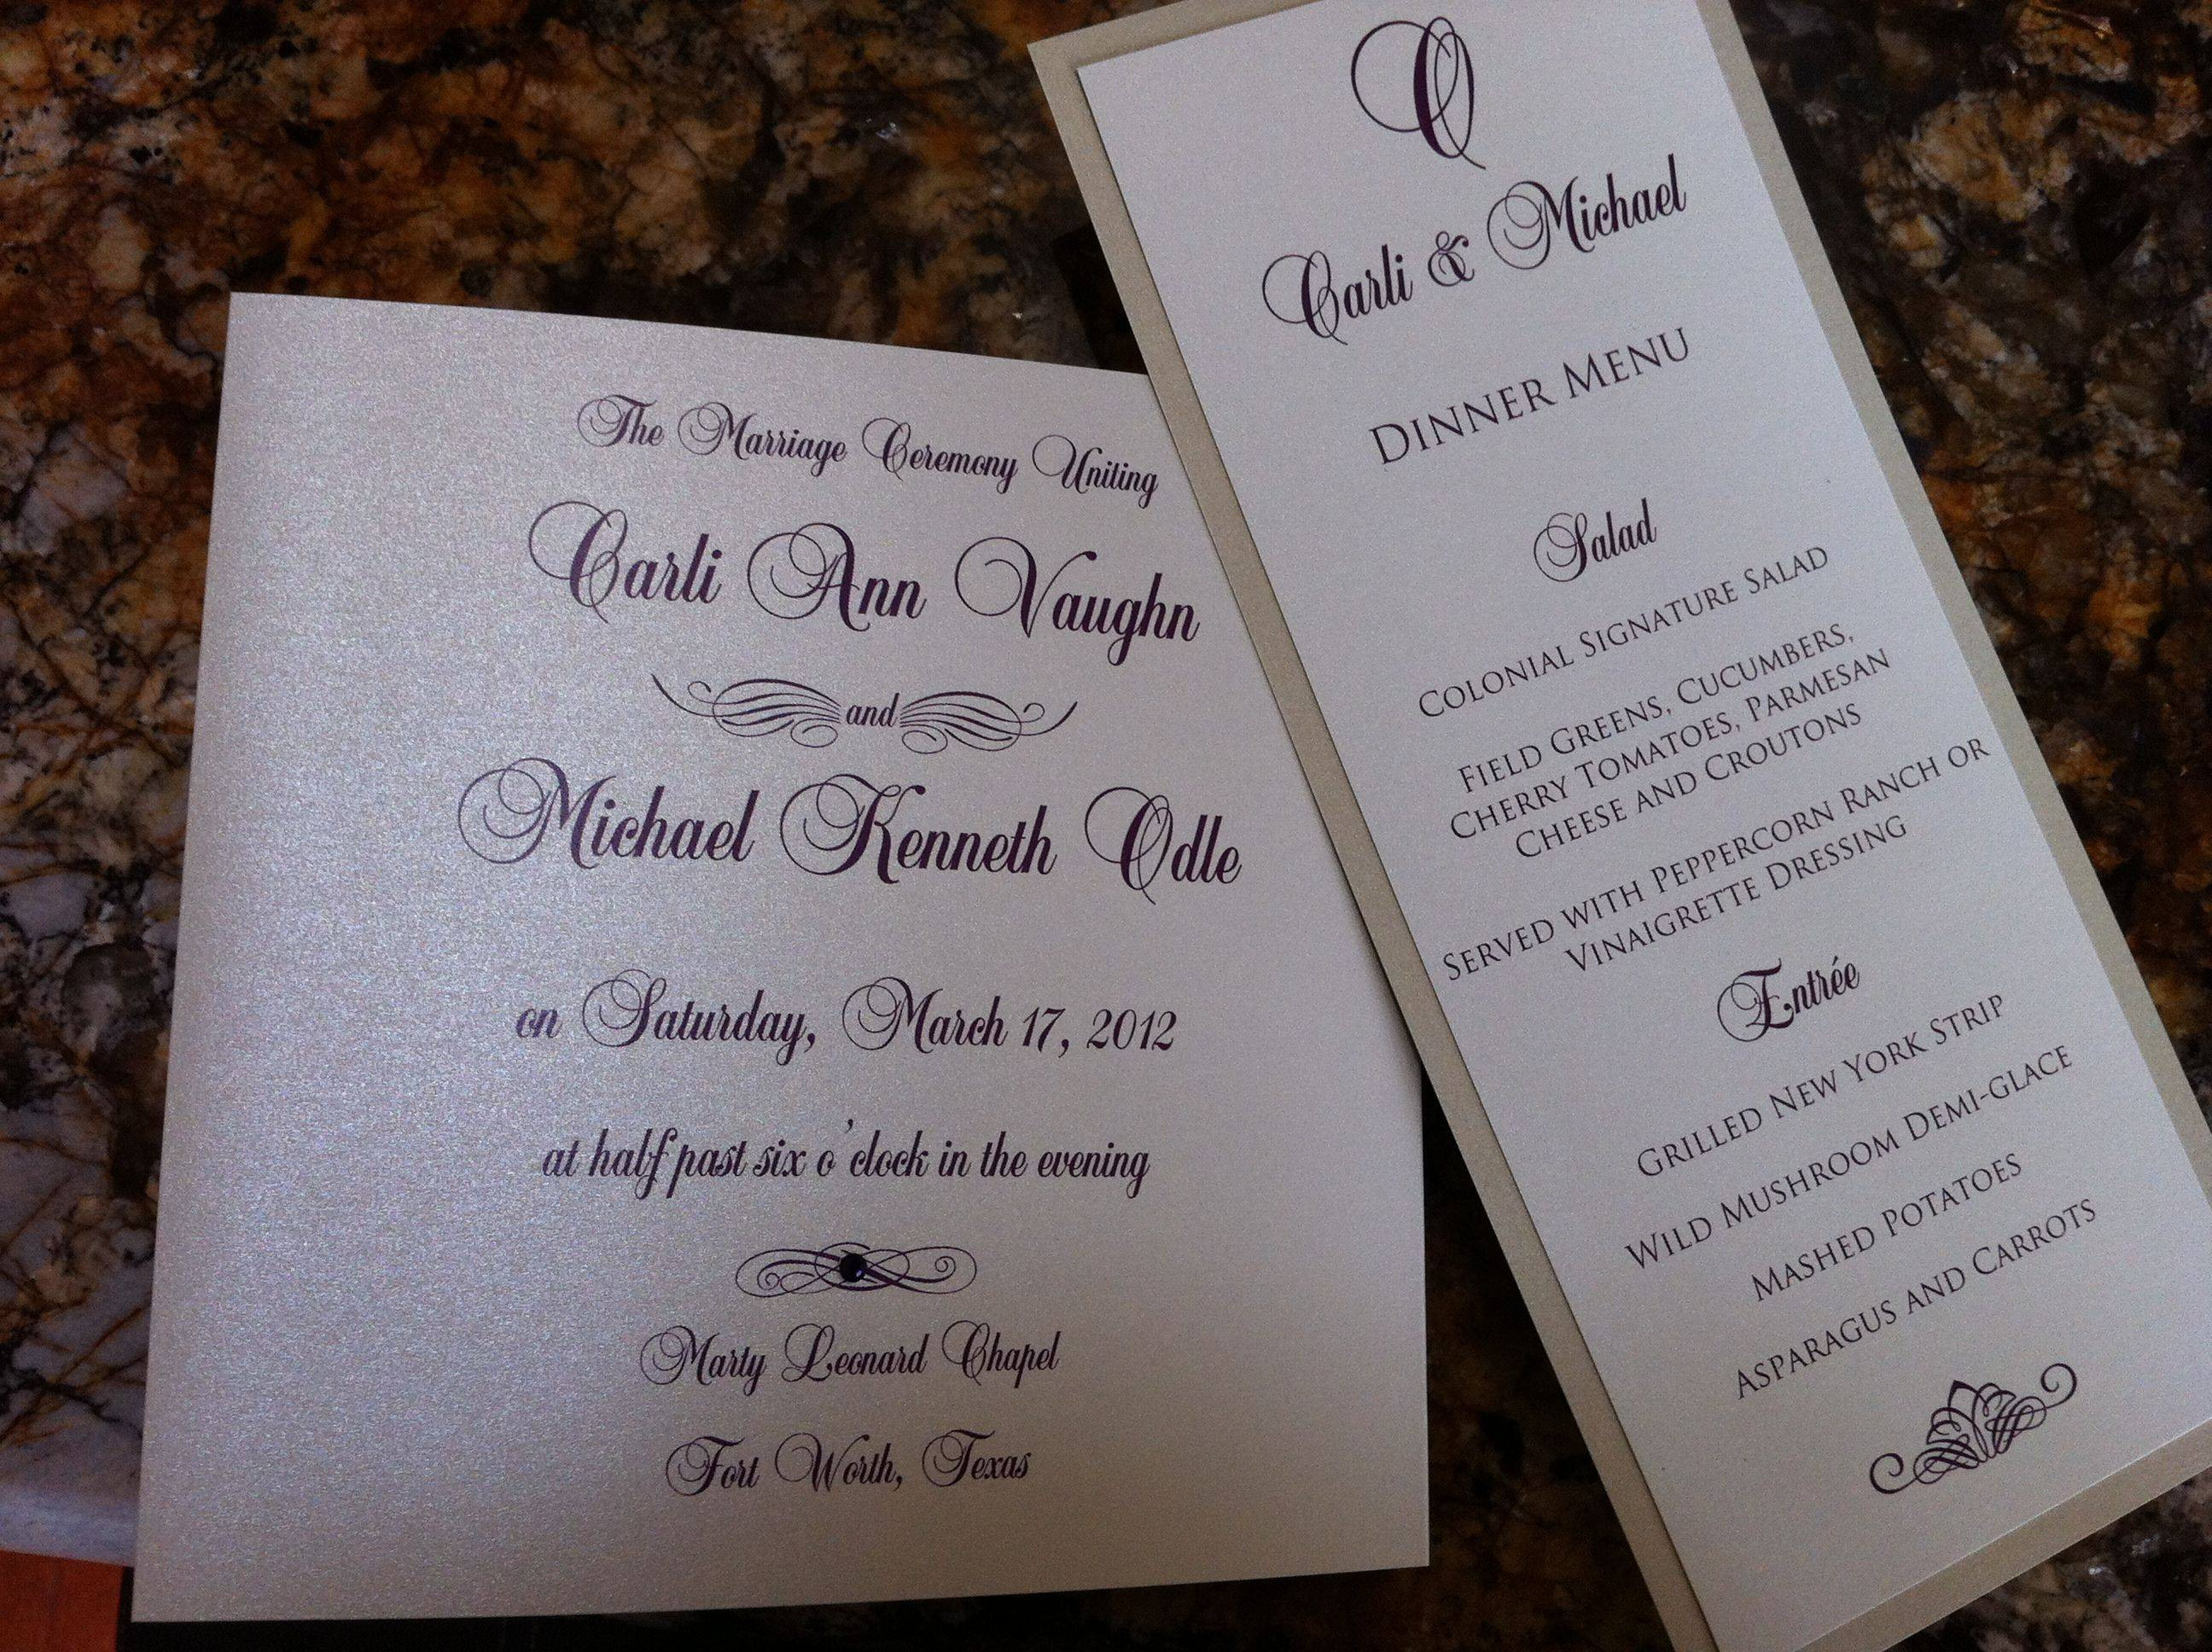 The Marriage Ceremony Uniting
Carli Ann Vaughn
and
Michael Kenneth Odle
on Saturday, March 17, 2012
at half past six o'clock in the evening
Marty Leonard Chapel
Fort Worth, Texas
O
Carli & Michael
DINNER MENU
Salad
COLONIAL SIGNATURE SALAD
FIELD GREENS, CUCUMBERS,
CHERRY TOMATOES, PARMESAN
CHEESE AND CROUTONS
SERVED WITH PEPPERCORN RANCH OR
VINAIGRETTE DRESSING
Entrée
GRILLED NEW YORK STRIP
WILD MUSHROOM DEMI-GLACE
MASHED POTATOES
ASPARAGUS AND CARROTS